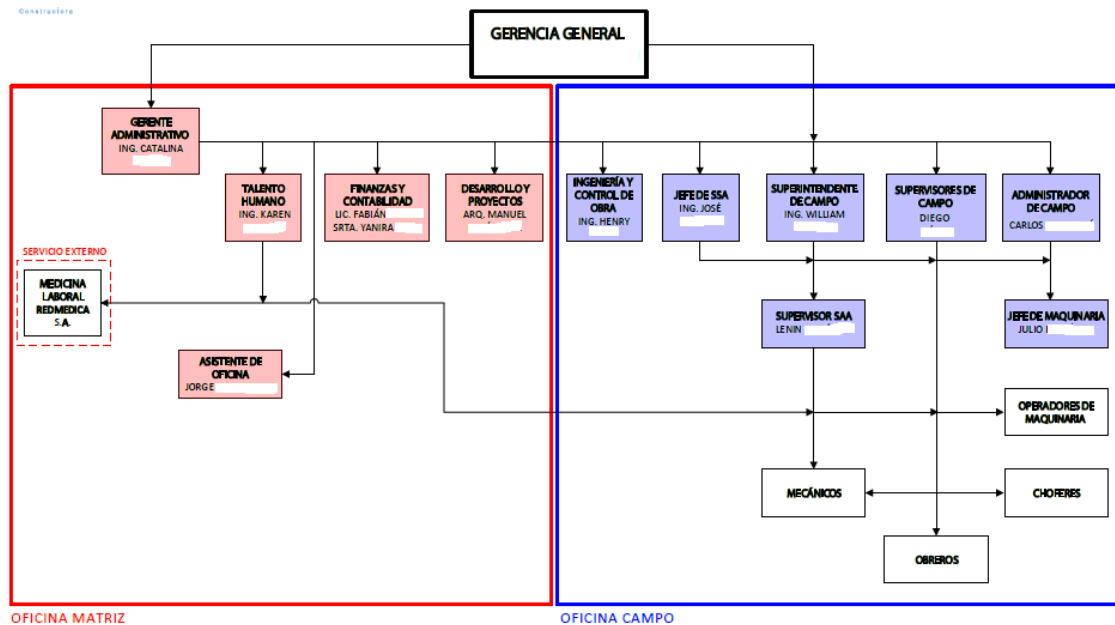 Constructora
GERENCIA GENERAL
GERENTE
ADMINISTRATIVO
ING. CATALINA
TALENTO
HUMANO
ING. KAREN
FINANZAS Y
CONTABILIDAD
LIC. FABIÁN
SRTA. YANIRA
DESARROLLO Y
PROYECTOS
ARQ. MANUEL
INGENIERÍA Y
CONTROL DE
OBRA
ING. HENRY
JEFE DE SSA
ING. JOSÉ
SUPERINTENDENTE
DE CAMPO
ING. WILLIAM
SUPERVISORES DE
CAMPO
DIEGO
ADMINISTRADOR
DE CAMPO
CARLOS
SERVICIO EXTERNO
MEDICINA
LABORAL
REDMEDICA
S.A.
SUPERVISOR SAA
LENIN
JEFE DE MAQUINARIA
JULIO
ASISTENTE DE
OFICINA
JORGE
OPERADORES DE
MAQUINARIA
MECÁNICOS
CHOFERES
OBREROS
OFICINA MATRIZ
OFICINA CAMPO